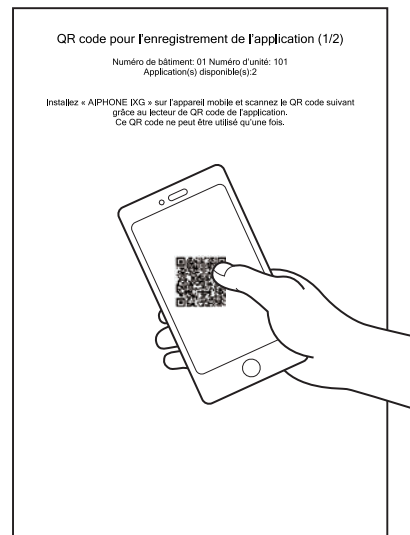 QR code pour l'enregistrement de l'application (1/2)
Numéro de bâtiment: 01 Numéro d'unité: 101
Application(s) disponible(s):2
Installez « AIPHONE IXG » sur l'appareil mobile et scannez le QR code suivant
grâce au lecteur de QR code de l'application.
Ce QR code ne peut être utilisé qu'une fois.